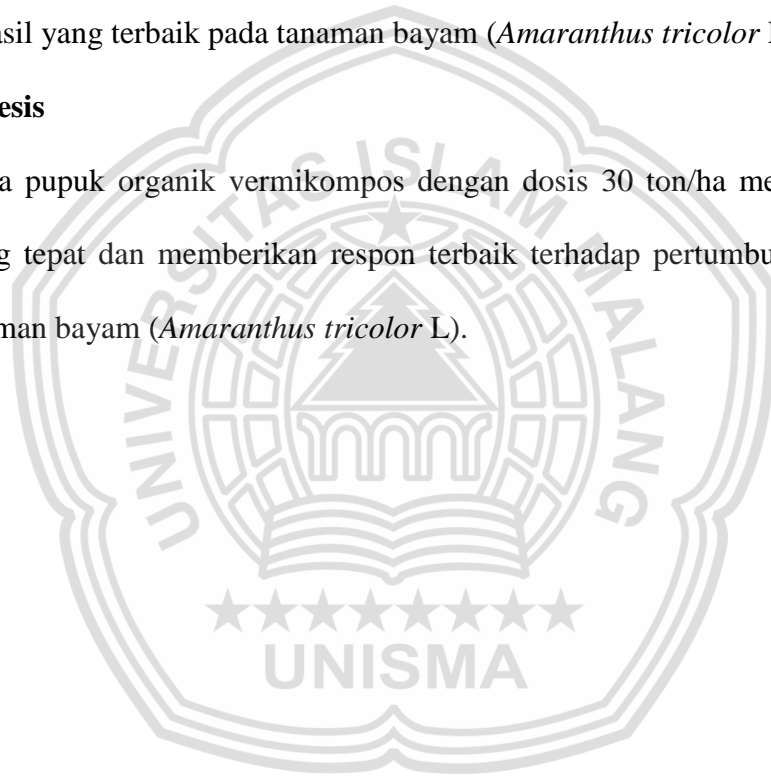 asil yang terbaik pada tanaman bayam (Amaranthus tricolor
esis
a pupuk organik vermikompos dengan dosis 30 ton/ha me
g tepat dan memberikan respon terbaik terhadap pertumbu
man bayam (Amaranthus tricolor L).
UNIVERSITAS ISLAM MALANG
UNISMA